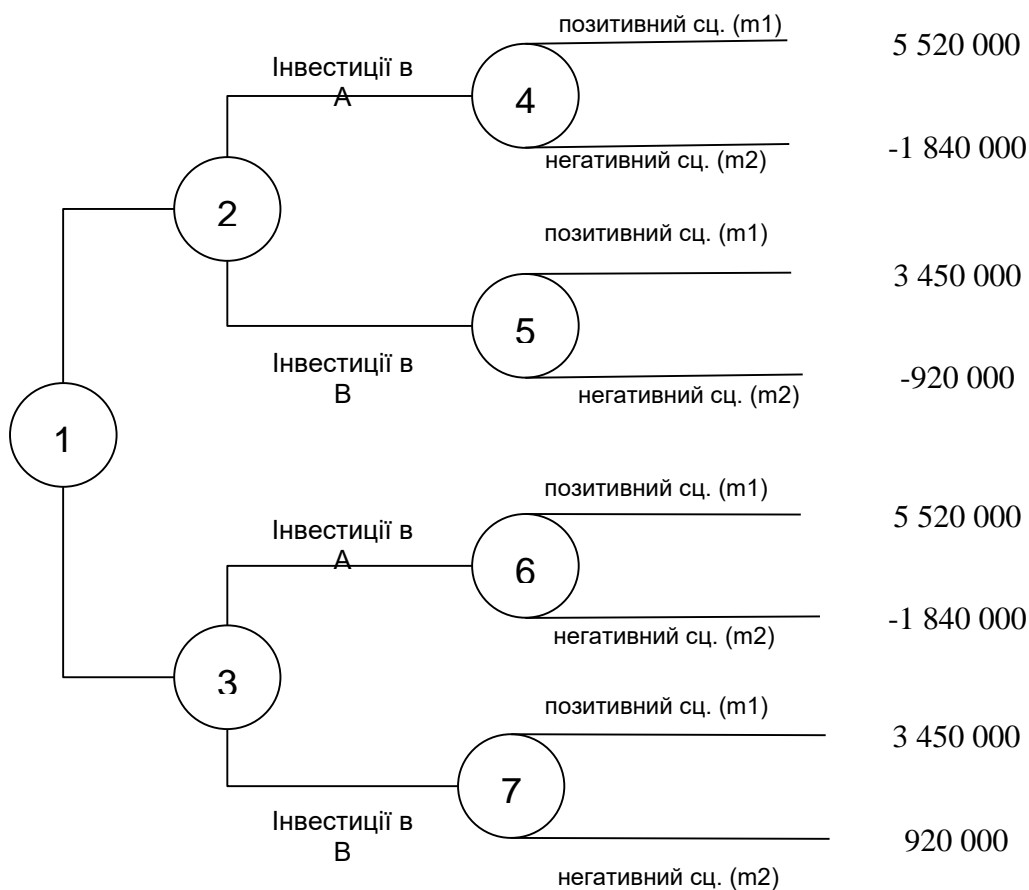 позитивний сц. (m1)
5 520 000
Інвестиції в
А
4
негативний сц. (m2)
-1 840 000
2
позитивний сц. (m1)
3 450 000
5
Інвестиції в
В
негативний сц. (m2)
-920 000
1
позитивний сц. (m1)
5 520 000
Інвестиції в
А
6
негативний сц. (m2)
-1 840 000
3
позитивний сц. (m1)
3 450 000
7
Інвестиції в
В
920 000
негативний сц. (m2)